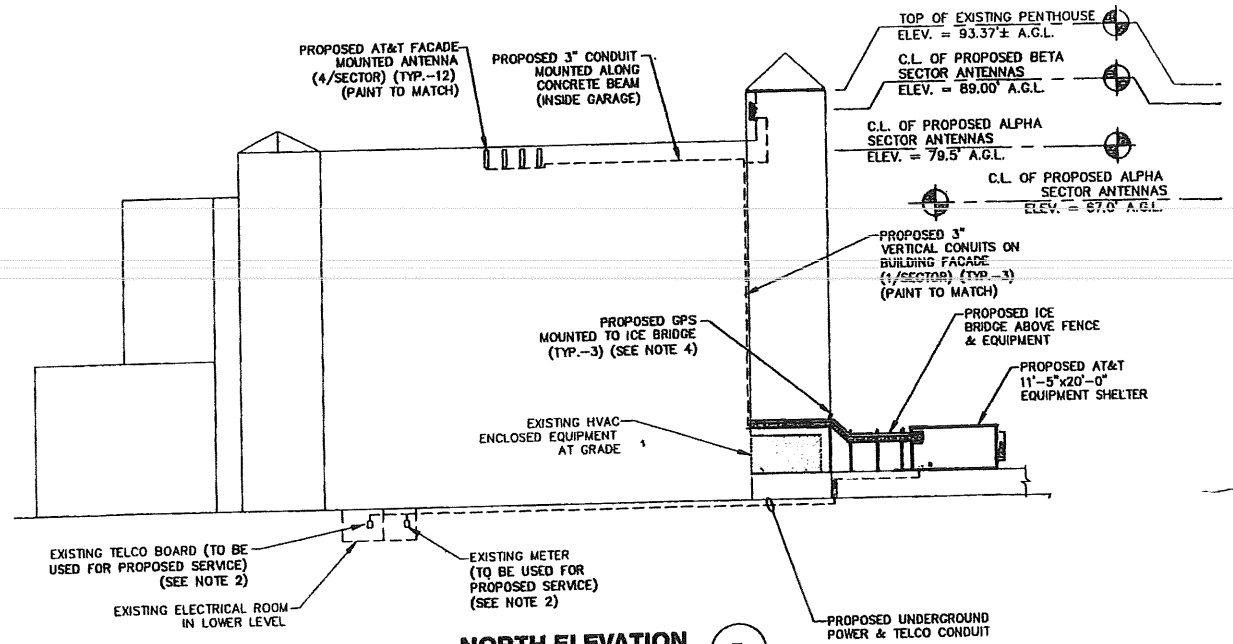 TOP OF EXISTING PENTHOUSE
ELEV. = 93.37'± A.G.L.
C.L. OF PROPOSED BETA
SECTOR ANTENNAS
ELEV. = 89.00' A.G.L.
C.L. OF PROPOSED ALPHA
SECTOR ANTENNAS
ELEV. = 79.5' A.G.L.
C.L. OF PROPOSED ALPHA
SECTOR ANTENNAS
ELEV. = 67.0' A.G.L.
PROPOSED AT&T FACADE
MOUNTED ANTENNA
(4/SECTOR) (TYP.-12)
(PAINT TO MATCH)
PROPOSED 3" CONDUIT
MOUNTED ALONG
CONCRETE BEAM
(INSIDE GARAGE)
PROPOSED 3"
VERTICAL CONUITS ON
BUILDING FACADE
(1/SECTOR) (TYP.-3)
(PAINT TO MATCH)
PROPOSED GPS
MOUNTED TO ICE BRIDGE
(TYP.-3) (SEE NOTE 4)
PROPOSED ICE
BRIDGE ABOVE FENCE
& EQUIPMENT
PROPOSED AT&T
11'-5"x20'-0"
EQUIPMENT SHELTER
EXISTING HVAC
ENCLOSED EQUIPMENT
AT GRADE
EXISTING TELCO BOARD (TO BE
USED FOR PROPOSED SERVICE)
(SEE NOTE 2)
EXISTING ELECTRICAL ROOM
IN LOWER LEVEL
EXISTING METER
(TO BE USED FOR
PROPOSED SERVICE)
(SEE NOTE 2)
PROPOSED UNDERGROUND
POWER & TELCO CONDUIT
NORTH ELEVATION